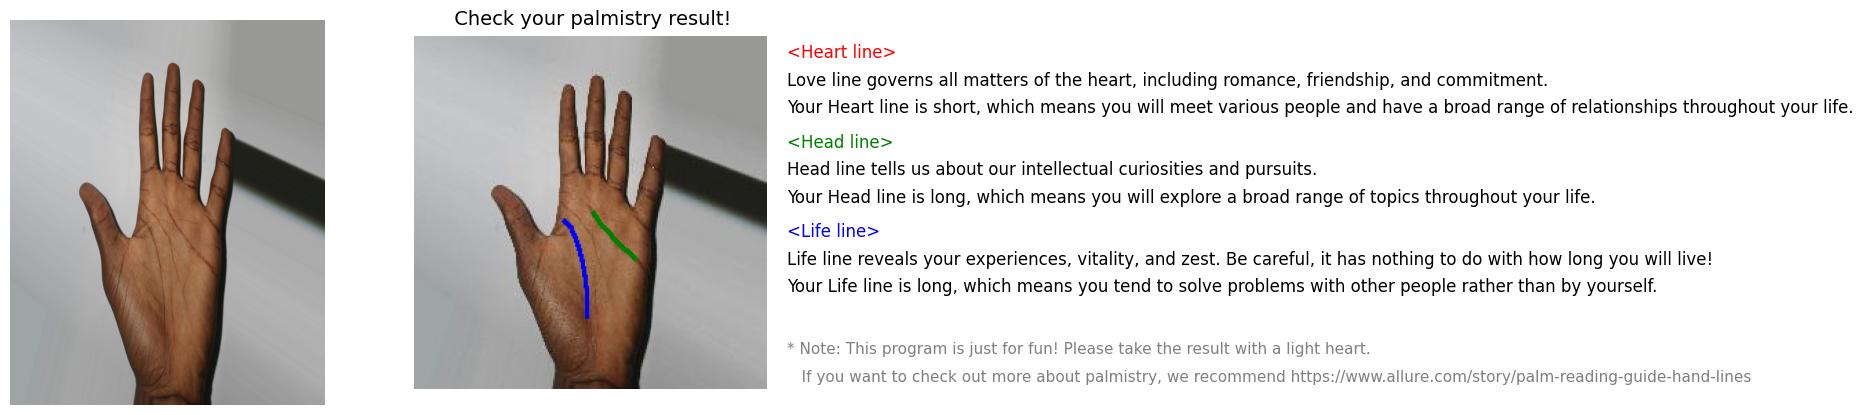 Check your palmistry result!
<Heart line>
Love line governs all matters of the heart, including romance, friendship, and commitment.
Your Heart line is short, which means you will meet various people and have a broad range of relationships throughout your life.
<Head line>
Head line tells us about our intellectual curiosities and pursuits.
Your Head line is long, which means you will explore a broad range of topics throughout your life.
<Life line>
Life line reveals your experiences, vitality, and zest. Be careful, it has nothing to do with how long you will live!
Your Life line is long, which means you tend to solve problems with other people rather than by yourself.
* Note: This program is just for fun! Please take the result with a light heart.
If you want to check out more about palmistry, we recommend https://www.allure.com/story/palm-reading-guide-hand-lines